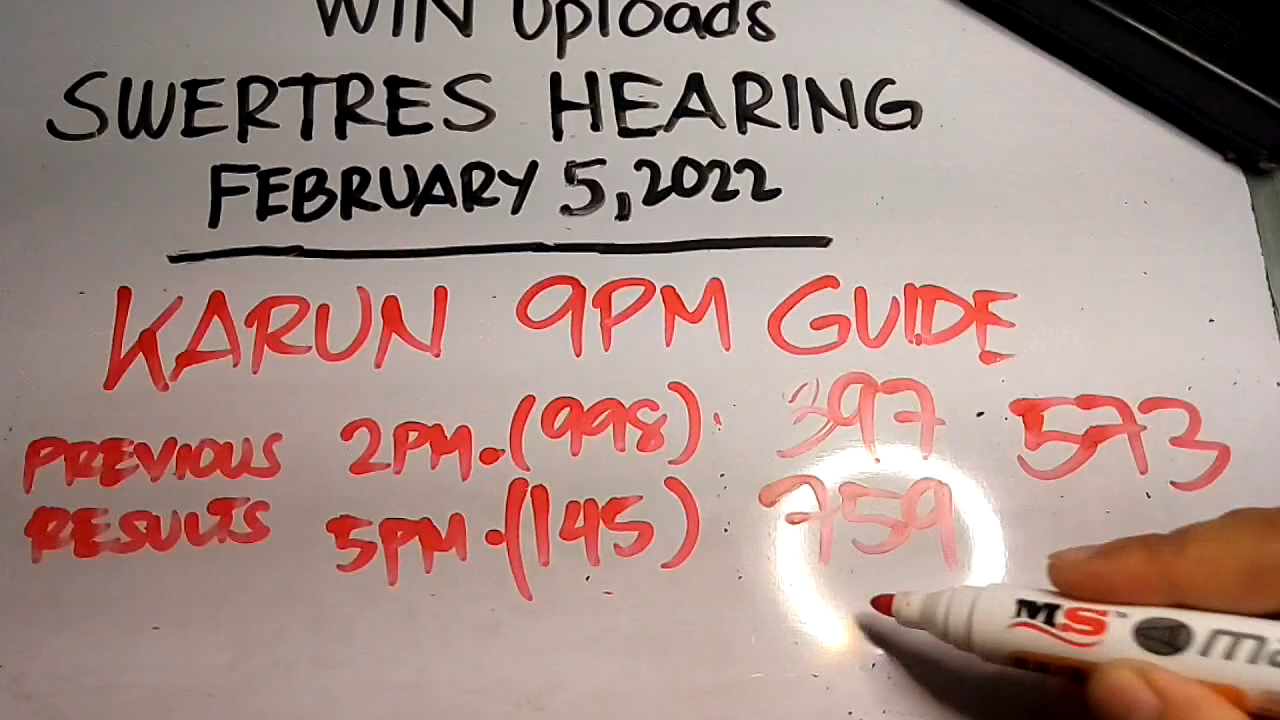 WIN Uploads
SWERTRES HEARING
FEBRUARY 5, 2022
KARUN 9PM GUIDE
PREVIOUS 2PM.(998). 397 573
RESULTS 5PM.(145) 759
MS